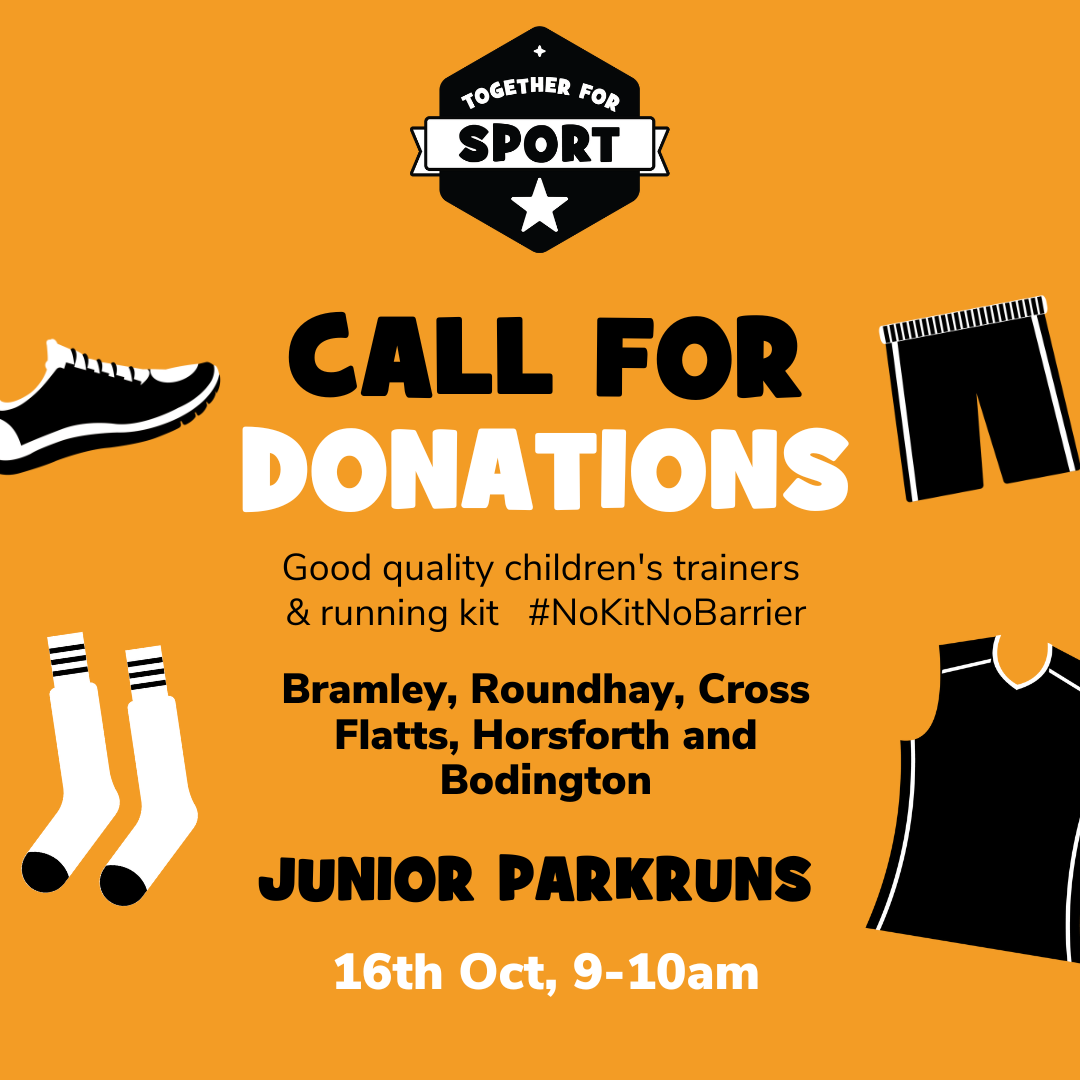 TOGETHER FOR
SPORT
CALL FOR
DONATIONS
Good quality children's trainers
& running kit #NoKitNoBarrier
Bramley, Roundhay, Cross
Flatts, Horsforth and
Bodington
JUNIOR PARKRUNS
16th Oct, 9-10am